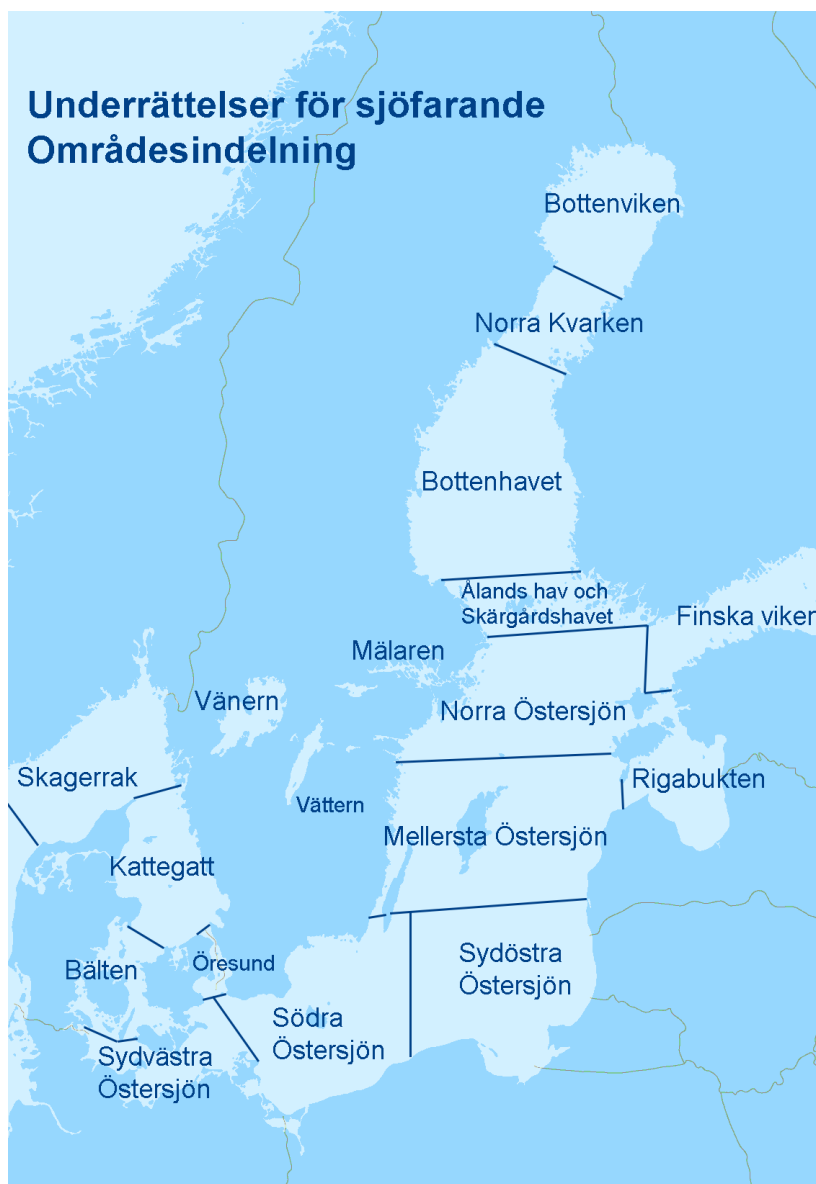 Underrättelser för sjöfarande
Områdesindelning
Bottenviken
Norra Kvarken
Bottenhavet
Ålands hav och
Skärgårdshavet
Finska viken
Mälaren
Vänern
Norra Östersjön
Skagerrak
Rigabukten
Vättern
Mellersta Östersjön
Kattegatt
Öresund
Bälten
Sydöstra
Östersjön
Södra
Östersjön
Sydvästra
Östersjön